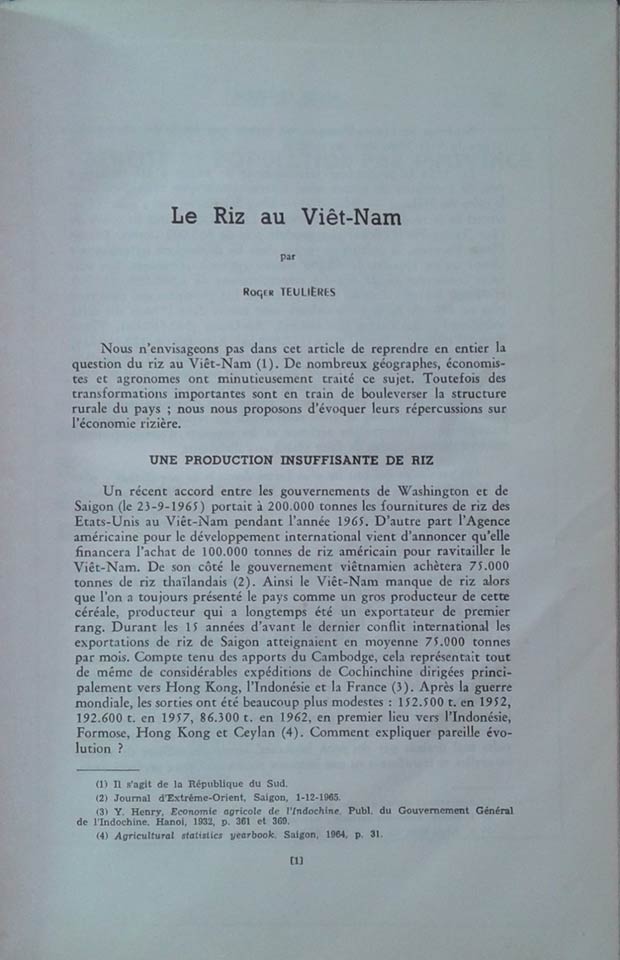 Le Riz au Viêt-Nam
par
Roger TEULIÈRES
Nous n'envisageons pas dans cet article de reprendre en entier la
question du riz au Viêt-Nam (1). De nombreux géographes, économis-
tes et agronomes ont minutieusement traité ce sujet. Toutefois des
transformations importantes sont en train de bouleverser la structure
rurale du pays ; nous nous proposons d'évoquer leurs répercussions sur
l'économie rizière.
UNE PRODUCTION INSUFFISANTE DE RIZ
Un récent accord entre les gouvernements de Washington et de
Saigon (le 23-9-1965) portait à 200.000 tonnes les fournitures de riz des
Etats-Unis au Viêt-Nam pendant l'année 1965. D'autre part l'Agence
américaine pour le développement international vient d'annoncer qu'elle
financera l'achat de 100.000 tonnes de riz américain pour ravitailler le
Viêt-Nam. De son côté le gouvernement viêtnamien achètera 75.000
tonnes de riz thaïlandais (2). Ainsi le Viêt-Nam manque de riz alors
que l'on a toujours présenté le pays comme un gros producteur de cette
céréale, producteur qui a longtemps été un exportateur de premier
rang. Durant les 15 années d'avant le dernier conflit international les
exportations de riz de Saigon atteignaient en moyenne 75.000 tonnes
par mois. Compte tenu des apports du Cambodge, cela représentait tout
de même de considérables expéditions de Cochinchine dirigées princi-
palement vers Hong Kong, l'Indonésie et la France (3). Après la guerre
mondiale, les sorties ont été beaucoup plus modestes : 152.500 t. en 1952,
192.600 t. en 1957, 86.300 t. en 1962, en premier lieu vers l'Indonésie,
Formose, Hong Kong et Ceylan (4). Comment expliquer pareille évo-
lution ?
(1) Il s'agit de la République du Sud.
(2) Journal d'Extrême-Orient, Saigon, 1-12-1965.
(3) Y. Henry, Economie agricole de l'Indochine, Publ. du Gouvernement Général
de l'Indochine, Hanoi, 1932, p. 361 et 369.
(4) Agricultural statistics yearbook, Saigon, 1964, p. 31.
[1]